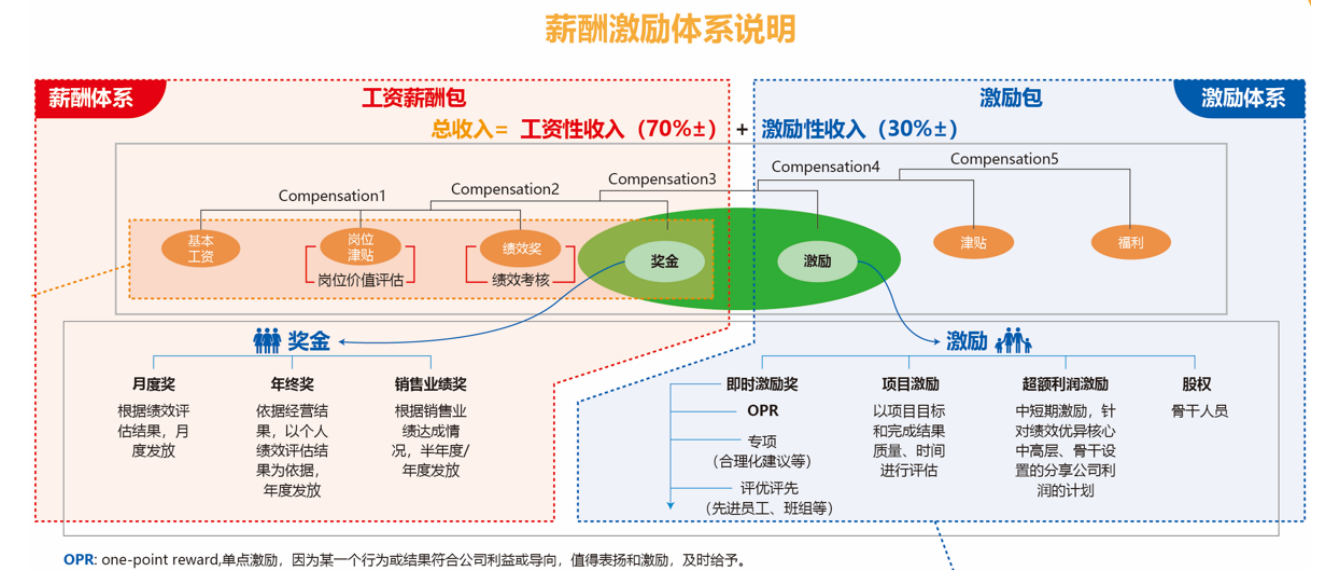 薪酬激励体系说明
薪酬体系
工资薪酬包
激励包
激励体系
总收入= 工资性收入（70%±） + 激励性收入（30%±）
Compensation1
Compensation2
Compensation3
Compensation4
Compensation5
基本
工资
岗位
津贴
岗位价值评估
绩效奖
绩效考核
奖金
激励
津贴
福利
奖金
月度奖
根据绩效评
估结果，月
度发放
年终奖
依据经营结
果，以个人
绩效评估结
果为依据，
年度发放
销售业绩奖
根据销售业
绩达成情
况，半年度/
年度发放
激励
即时激励奖
OPR
专项
（合理化建议等）
评优评先
（先进员工、班组等）
项目激励
以项目目标
和完成结果
质量、时间
进行评估
超额利润激励
中短期激励，针
对绩效优异核心
中高层、骨干设
置的分享公司利
润的计划
股权
骨干人员
OPR: one-point reward,单点激励，因为某一个行为或结果符合公司利益或导向，值得表扬和激励，及时给予。